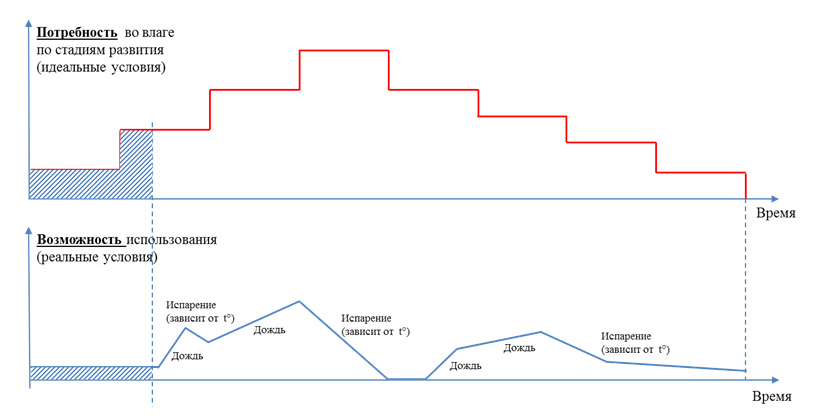 Потребность во влаге
по стадиям развития
(идеальные условия)
Время
Возможность использования
(реальные условия)
Испарение
(зависит от t°)
Дождь
Дождь
Испарение
(зависит от t°)
Дождь
Дождь
Испарение
(зависит от t°)
Время